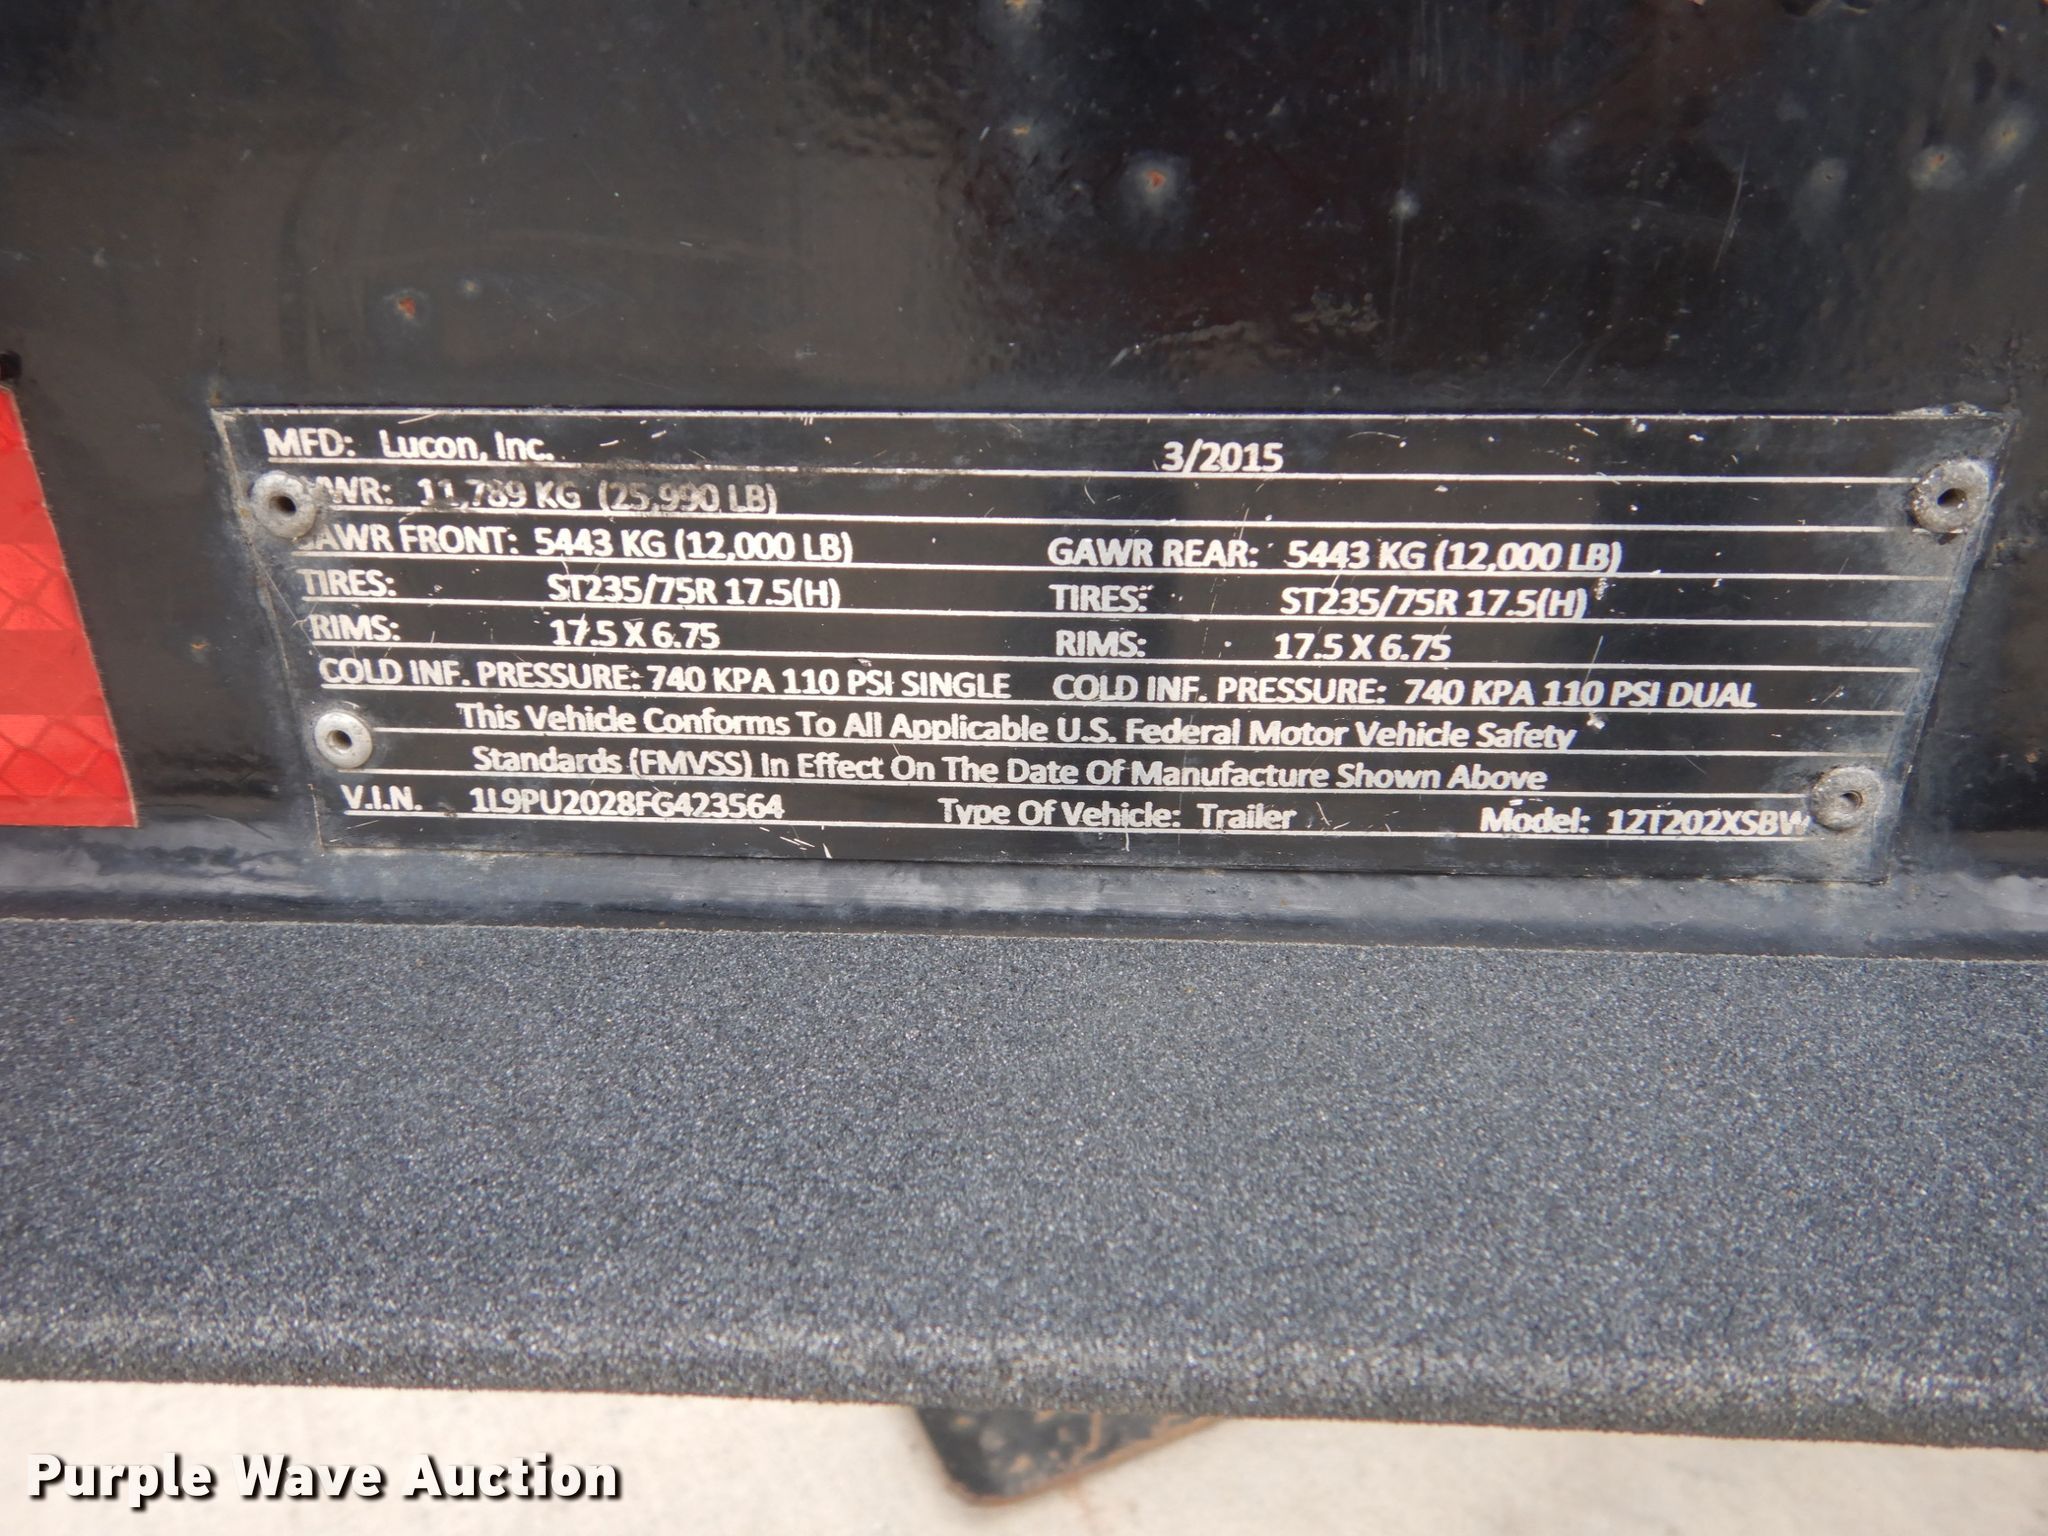 MFD: Lucon, Inc. 3/2015
VWR: 11,789 KG (25,990 LB)
AWR FRONT: 5443 KG (12,000 LB) GAWR REAR: 5443 KG (12,000 LB)
TIRES: ST235/75R 17.5(H) TIRES: ST235/75R 17.5(H)
RIMS: 17.5 X 6.75 RIMS: 17.5 X 6.75
COLD INF. PRESSURE: 740 KPA 110 PSI SINGLE COLD INF. PRESSURE: 740 KPA 110 PSI DUAL
This Vehicle Conforms To All Applicable U.S. Federal Motor Vehicle Safety
Standards (FMVSS) In Effect On The Date Of Manufacture Shown Above
V.I.N. 1L9PU2028FG423564 Type Of Vehicle: Trailer Model: 12T202XSBW
Purple Wave Auction